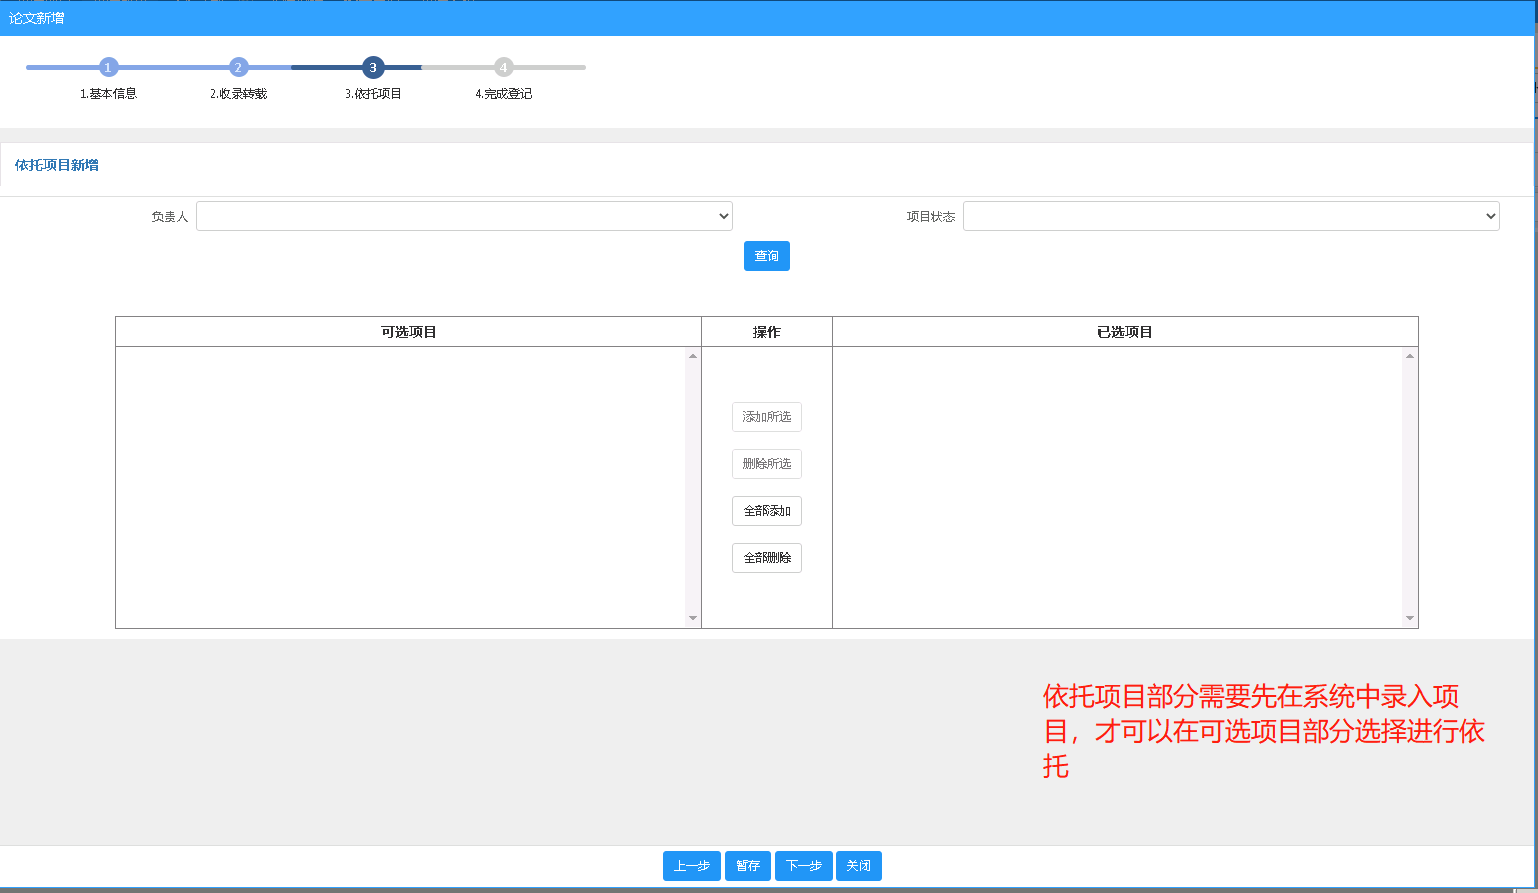 论文新增
1 2 3 4
1.基本信息 2.收录转载 3.依托项目 4.完成登记
依托项目新增
负责人 项目状态
查询
可选项目 操作 已选项目
添加所选
删除所选
全部添加
全部删除
依托项目部分需要先在系统中录入项
目，才可以在可选项目部分选择进行依
托
上一步 暂存 下一步 关闭